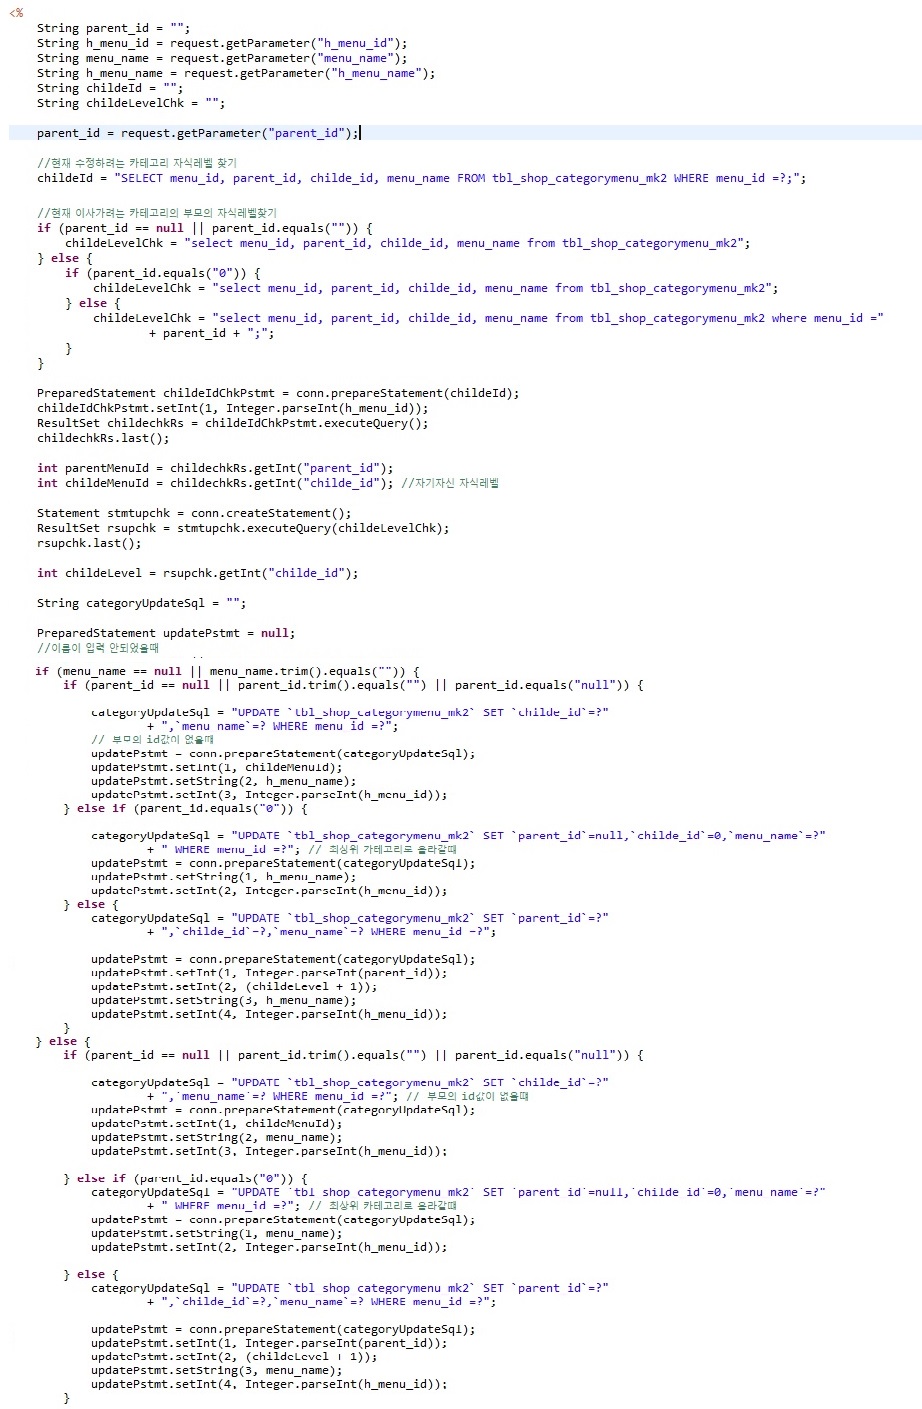 <%
String parent_id = "";
String h_menu_id = request.getParameter("h_menu_id");
String menu_name = request.getParameter("menu_name");
String h_menu_name = request.getParameter("h_menu_name");
String childeId = "";
String childeLevelChk = "";
parent_id = request.getParameter("parent_id");
//현재 수정하려는 카테고리 자식레벨 찾기
childeId = "SELECT menu_id, parent_id, childe_id, menu_name FROM tbl_shop_categorymenu_mk2 WHERE menu_id =?;";
//현재 이사가려는 카테고리의 부모의 자식레벨찾기
if (parent_id == null || parent_id.equals("")) {
childeLevelChk = "select menu_id, parent_id, childe_id, menu_name from tbl_shop_categorymenu_mk2";
} else {
if (parent_id.equals("0")) {
childeLevelChk = "select menu_id, parent_id, childe_id, menu_name from tbl_shop_categorymenu_mk2";
} else {
childeLevelChk = "select menu_id, parent_id, childe_id, menu_name from tbl_shop_categorymenu_mk2 where menu_id ="
+ parent_id + ";";
}
}
PreparedStatement childeIdChkPstmt = conn.prepareStatement(childeId);
childeIdChkPstmt.setInt(1, Integer.parseInt(h_menu_id));
ResultSet childechkRs = childeIdChkPstmt.executeQuery();
childechkRs.last();
int parentMenuId = childechkRs.getInt("parent_id");
int childeMenuId = childechkRs.getInt("childe_id"); //자기자신 자식레벨
Statement stmtupchk = conn.createStatement();
ResultSet rsupchk = stmtupchk.executeQuery(childeLevelChk);
rsupchk.last();
int childeLevel = rsupchk.getInt("childe_id");
String categoryUpdateSql = "";
PreparedStatement updatePstmt = null;
//이름이 입력 안되었을때
if (menu_name == null || menu_name.trim().equals("")) {
if (parent_id == null || parent_id.trim().equals("") || parent_id.equals("null")) {
categoryUpdateSql = "UPDATE `tbl_shop_categorymenu_mk2` SET `childe_id`=?"
+ ",`menu_name`=? WHERE menu_id =?";
// 부모의 id값이 없을때
updatePstmt = conn.prepareStatement(categoryUpdateSql);
updatePstmt.setInt(1, childeMenuId);
updatePstmt.setString(2, h_menu_name);
updatePstmt.setInt(3, Integer.parseInt(h_menu_id));
} else if (parent_id.equals("0")) {
categoryUpdateSql = "UPDATE `tbl_shop_categorymenu_mk2` SET `parent_id`=null,`childe_id`=0,`menu_name`=?"
+ " WHERE menu_id =?"; // 최상위 카테고리로 올라갈때
updatePstmt = conn.prepareStatement(categoryUpdateSql);
updatePstmt.setString(1, h_menu_name);
updatePstmt.setInt(2, Integer.parseInt(h_menu_id));
} else {
categoryUpdateSql = "UPDATE `tbl_shop_categorymenu_mk2` SET `parent_id`=?"
+ ",`childe_id`=?,`menu_name`=? WHERE menu_id =?";
updatePstmt = conn.prepareStatement(categoryUpdateSql);
updatePstmt.setInt(1, Integer.parseInt(parent_id));
updatePstmt.setInt(2, (childeLevel + 1));
updatePstmt.setString(3, h_menu_name);
updatePstmt.setInt(4, Integer.parseInt(h_menu_id));
}
} else {
if (parent_id == null || parent_id.trim().equals("") || parent_id.equals("null")) {
categoryUpdateSql = "UPDATE `tbl_shop_categorymenu_mk2` SET `childe_id`=?"
+ ",`menu_name`=? WHERE menu_id =?"; // 부모의 id값이 없을때
updatePstmt = conn.prepareStatement(categoryUpdateSql);
updatePstmt.setInt(1, childeMenuId);
updatePstmt.setString(2, menu_name);
updatePstmt.setInt(3, Integer.parseInt(h_menu_id));
} else if (parent_id.equals("0")) {
categoryUpdateSql = "UPDATE `tbl_shop_categorymenu_mk2` SET `parent_id`=null,`childe_id`=0,`menu_name`=?"
+ " WHERE menu_id =?"; // 최상위 카테고리로 올라갈때
updatePstmt = conn.prepareStatement(categoryUpdateSql);
updatePstmt.setString(1, menu_name);
updatePstmt.setInt(2, Integer.parseInt(h_menu_id));
} else {
categoryUpdateSql = "UPDATE `tbl_shop_categorymenu_mk2` SET `parent_id`=?"
+ ",`childe_id`=?,`menu_name`=? WHERE menu_id =?";
updatePstmt = conn.prepareStatement(categoryUpdateSql);
updatePstmt.setInt(1, Integer.parseInt(parent_id));
updatePstmt.setInt(2, (childeLevel + 1));
updatePstmt.setString(3, menu_name);
updatePstmt.setInt(4, Integer.parseInt(h_menu_id));
}